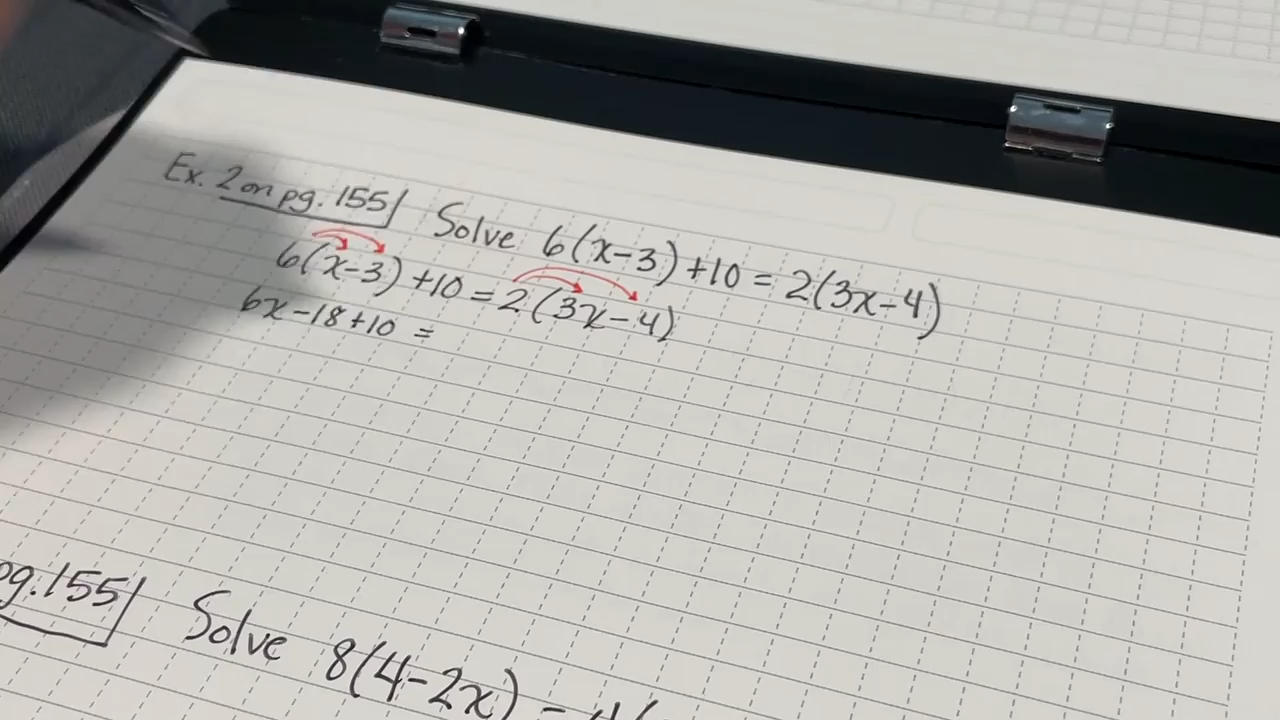 Ex. 2 on pg. 155 Solve 6(x-3)+10 = 2(3x-4)
6(x-3)+10 = 2(3x-4)
6x-18+10 =
pg. 155 Solve 8(4-2x) =